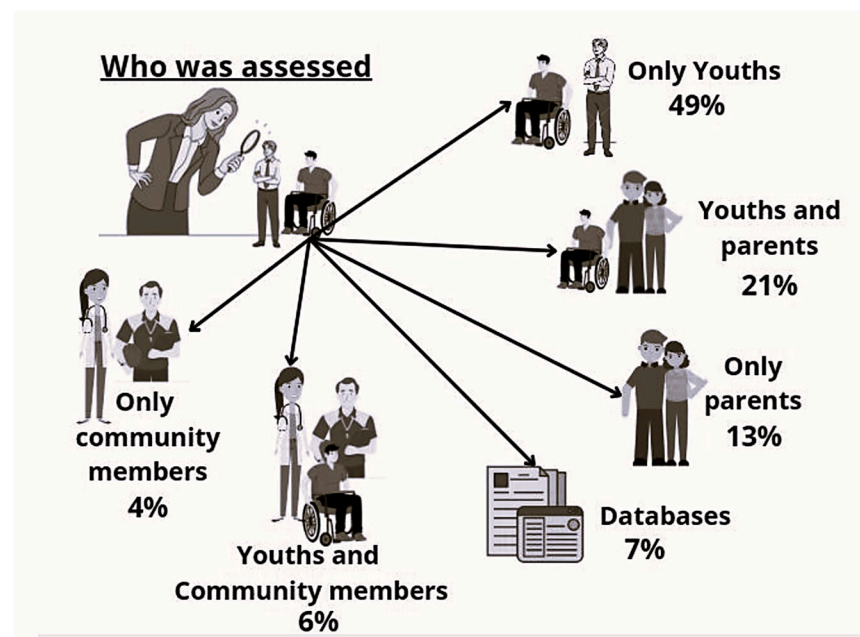 Who was assessed
Only Youths
49%
Youths and
parents
21%
Only
parents
13%
Databases
7%
Youths and
Community members
6%
Only
community
members
4%